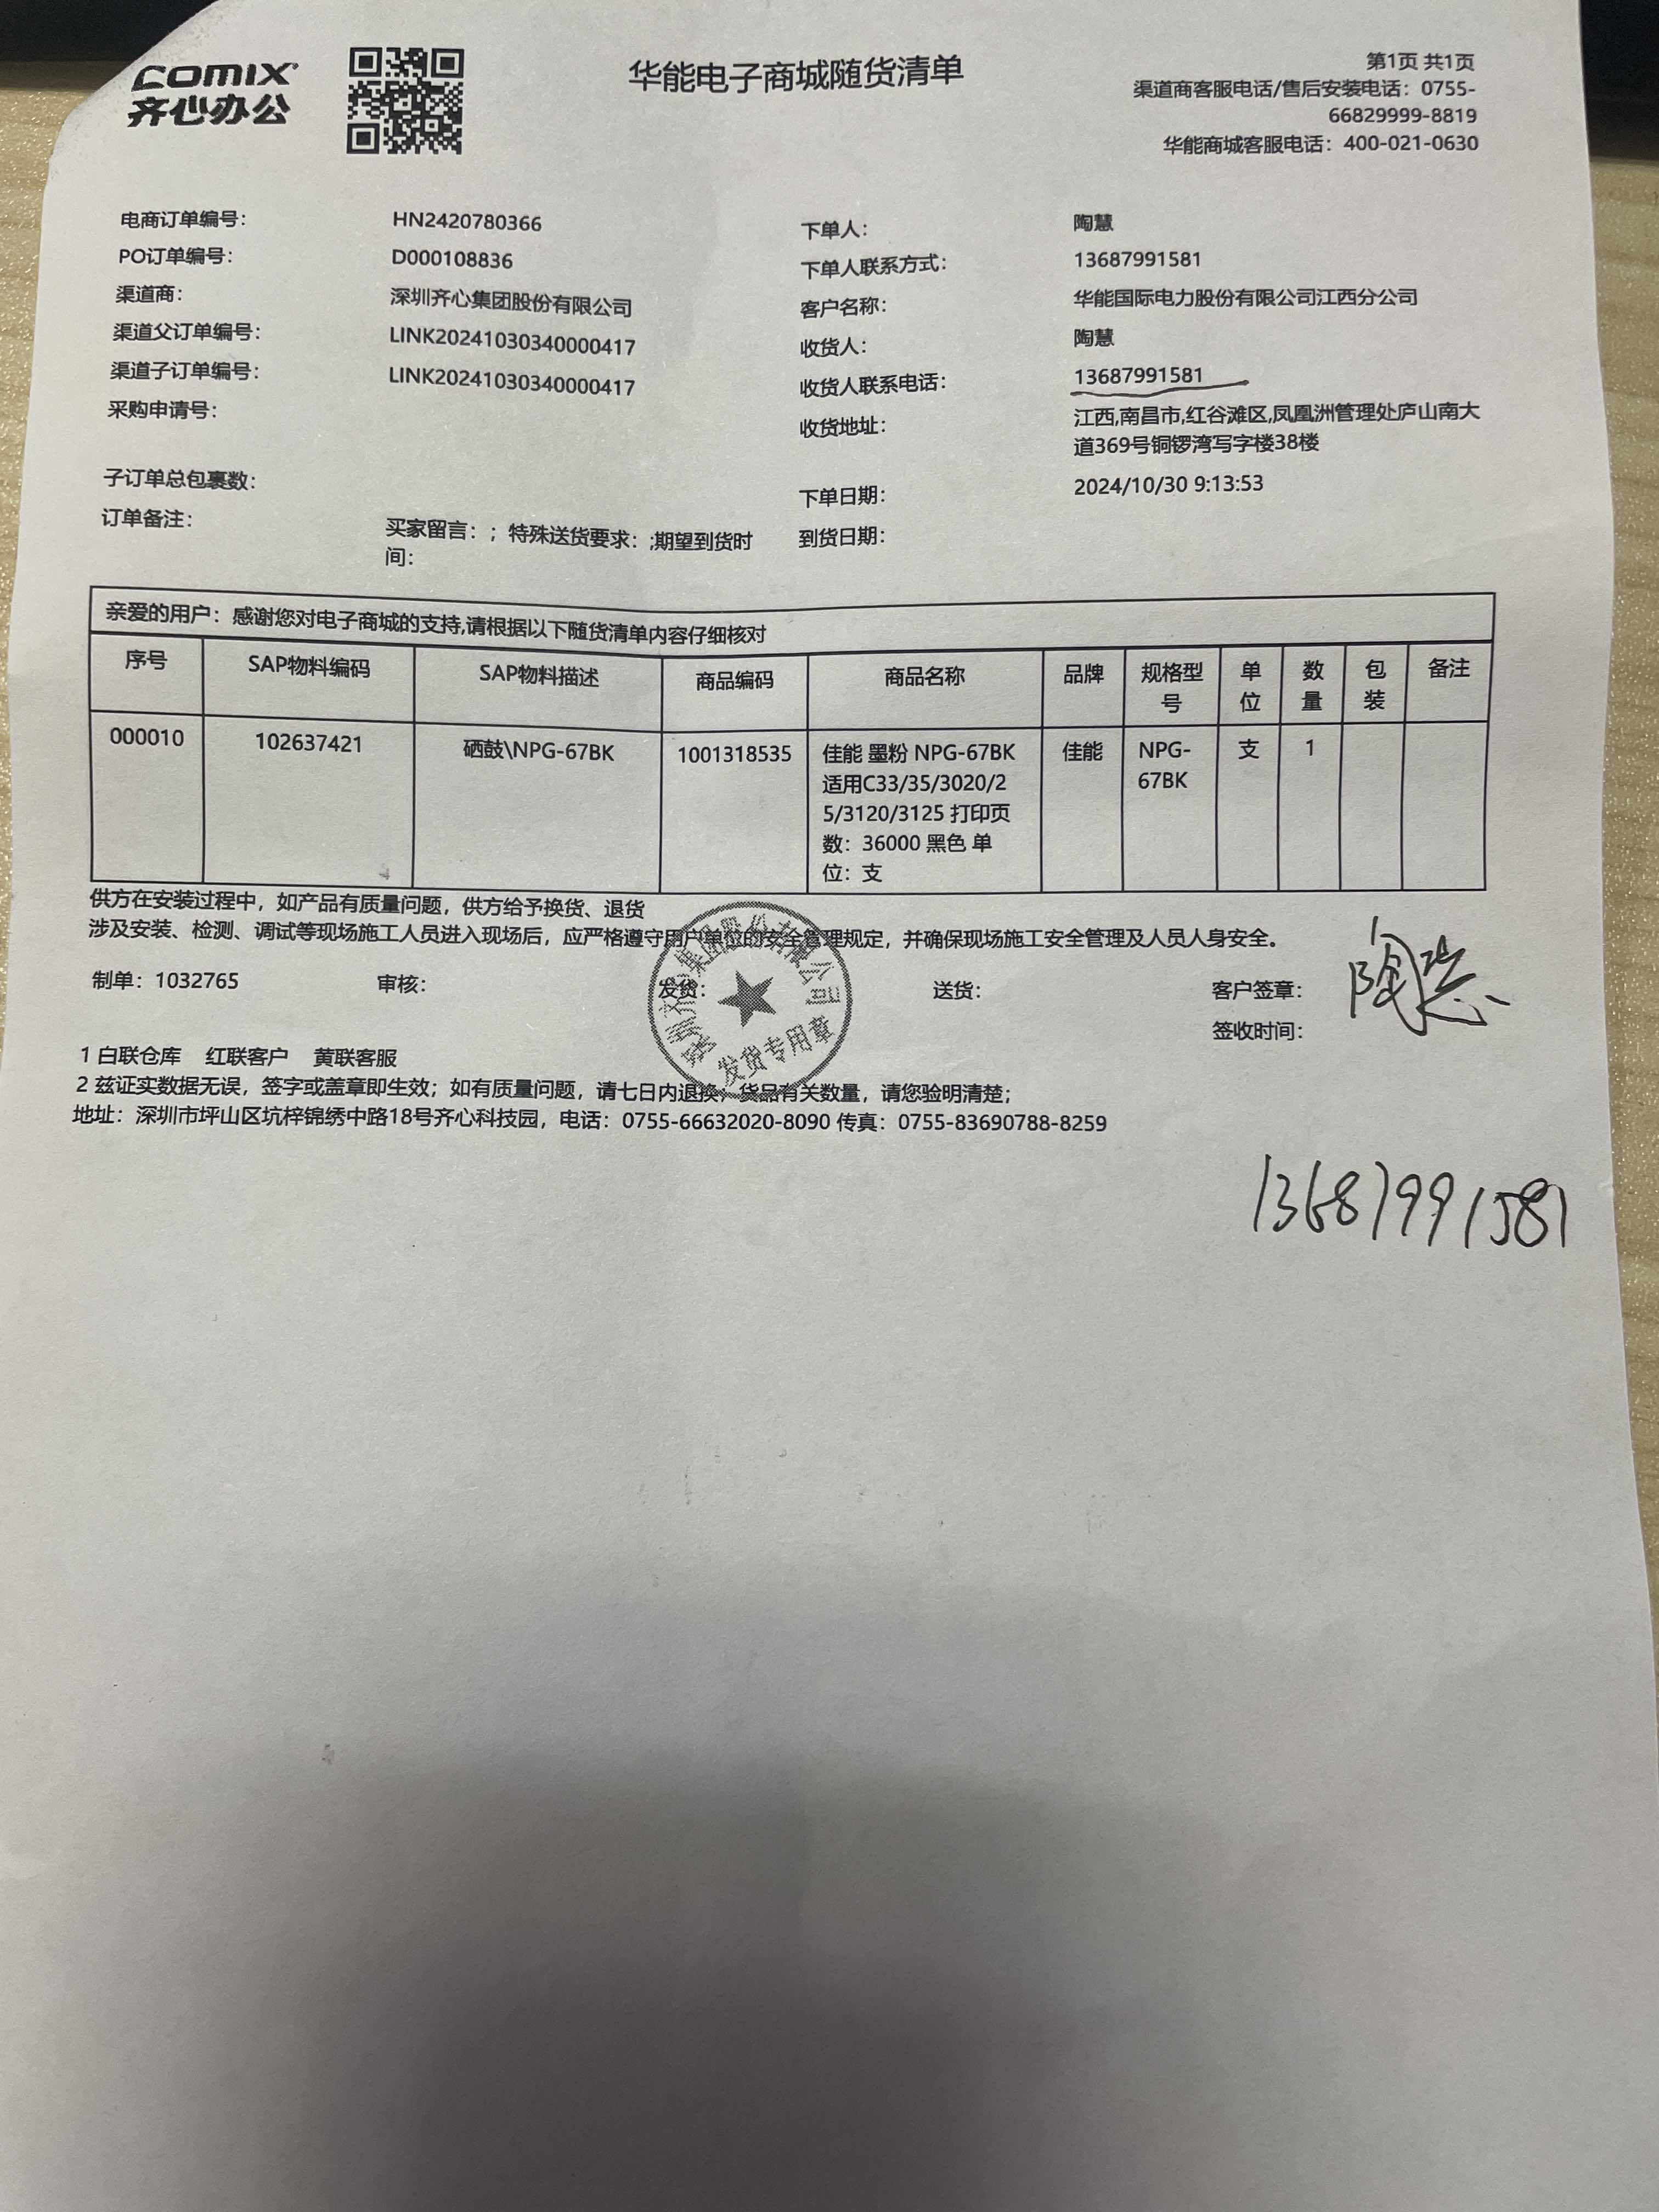 COMIX
齐心办公
华能电子商城随货清单
第1页 共1页
渠道商客服电话/售后安装电话：0755-
66829999-8819
华能商城客服电话：400-021-0630
电商订单编号： HN2420780366 下单人： 陶慧
PO订单编号： D000108836 下单人联系方式： 13687991581
渠道商： 深圳齐心集团股份有限公司 客户名称： 华能国际电力股份有限公司江西分公司
渠道父订单编号： LINK20241030340000417 收货人： 陶慧
渠道子订单编号： LINK20241030340000417 收货人联系电话： 13687991581
采购申请号： 收货地址： 江西,南昌市,红谷滩区,凤凰洲管理处庐山南大
道369号铜锣湾写字楼38楼
子订单总包裹数： 下单日期： 2024/10/30 9:13:53
订单备注： 买家留言：；特殊送货要求：;期望到货时 到货日期：
间：
亲爱的用户：感谢您对电子商城的支持,请根据以下随货清单内容仔细核对
序号 SAP物料编码 SAP物料描述 商品编码 商品名称 品牌 规格型 单 数 包 备注
号 位 量 装
000010 102637421 硒鼓\NPG-67BK 1001318535 佳能 墨粉 NPG-67BK 佳能 NPG- 支 1
适用C33/35/3020/2 67BK
5/3120/3125 打印页
数：36000 黑色 单
位：支
供方在安装过程中，如产品有质量问题，供方给予换货、退货
涉及安装、检测、调试等现场施工人员进入现场后，应严格遵守用户单位的安全管理规定，并确保现场施工安全管理及人员人身安全。
制单：1032765 审核： 发货： 送货： 客户签章： 陶慧
签收时间：
深圳齐心集团股份有限公司
发货专用章
1 白联仓库 红联客户 黄联客服
2 兹证实数据无误，签字或盖章即生效；如有质量问题，请七日内退换；货品有关数量，请您验明清楚；
地址：深圳市坪山区坑梓锦绣中路18号齐心科技园，电话：0755-66632020-8090 传真：0755-83690788-8259
13687991581